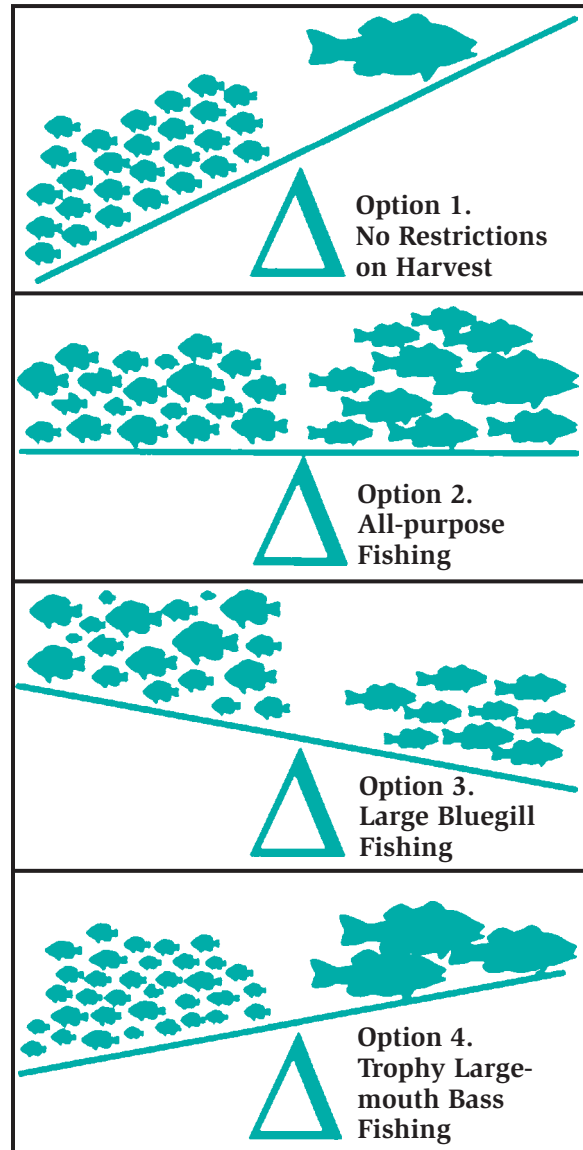 Option 1.
No Restrictions
on Harvest
Option 2.
All-purpose
Fishing
Option 3.
Large Bluegill
Fishing
Option 4.
Trophy Large-
mouth Bass
Fishing